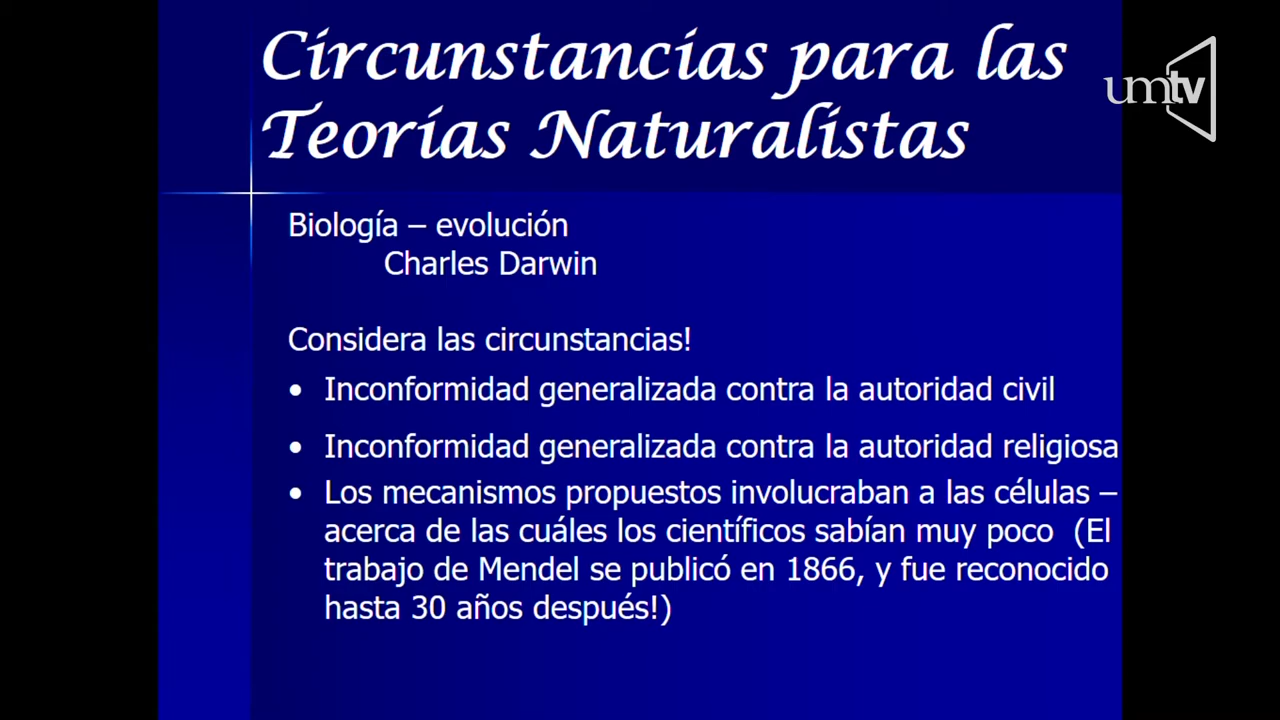 Circunstancias para las
Teorías Naturalistas
umtv
Biología – evolución
Charles Darwin
Considera las circunstancias!
• Inconformidad generalizada contra la autoridad civil
• Inconformidad generalizada contra la autoridad religiosa
• Los mecanismos propuestos involucraban a las células –
acerca de las cuáles los científicos sabían muy poco (El
trabajo de Mendel se publicó en 1866, y fue reconocido
hasta 30 años después!)